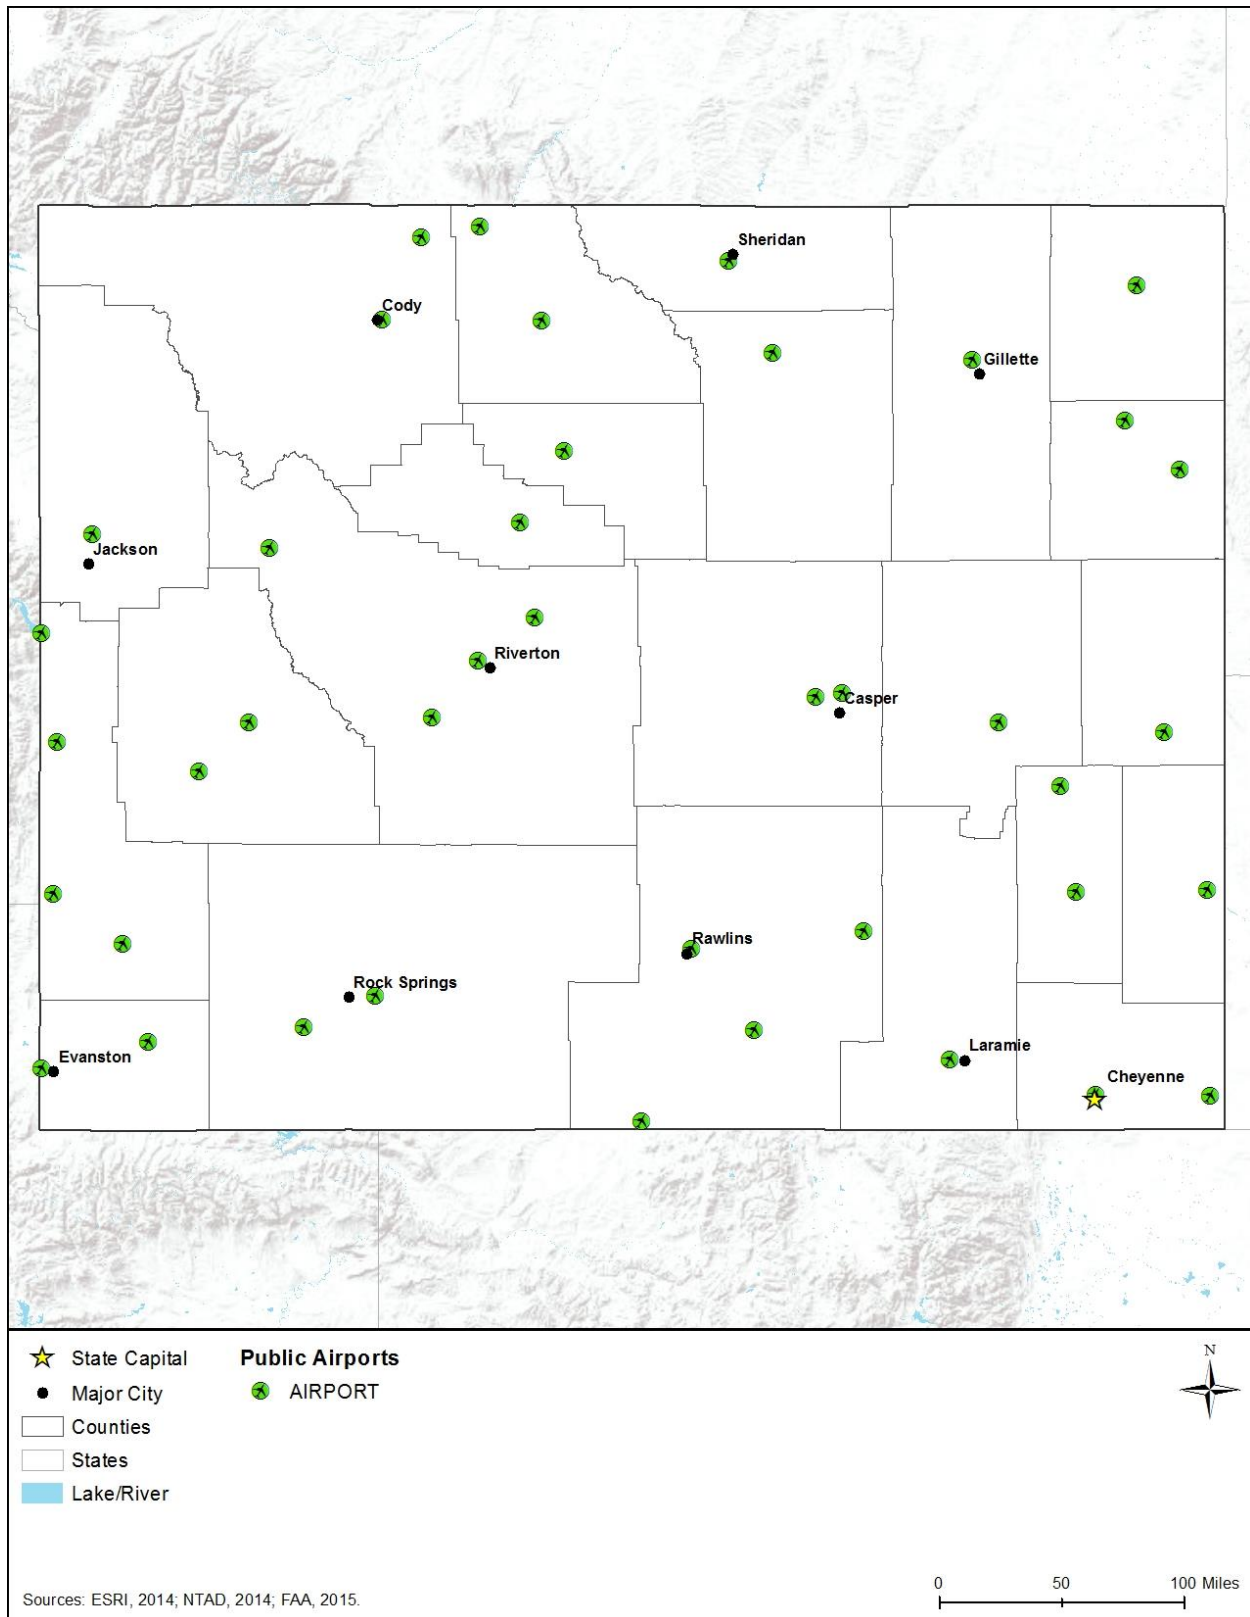 Sheridan
Cody
Gillette
Jackson
Riverton
Casper
Rawlins
Rock Springs
Laramie
Evanston
Cheyenne
State Capital
Public Airports
N
Major City
AIRPORT
Counties
States
Lake/River
0 50 100 Miles
Sources: ESRI, 2014; NTAD, 2014; FAA, 2015.